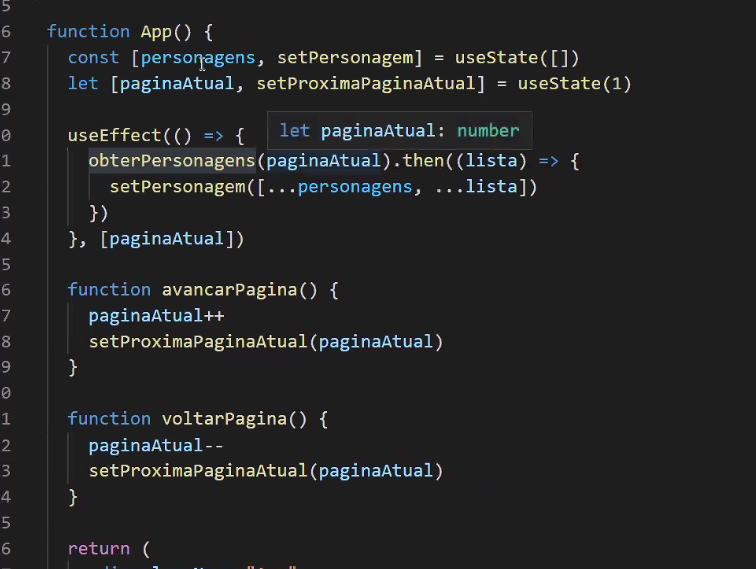 5
6 function App() {
7 const [personagens, setPersonagem] = useState([])
8 let [paginaAtual, setProximaPaginaAtual] = useState(1)
9
let paginaAtual: number
0 useEffect(() => {
1 obterPersonagens(paginaAtual).then((lista) => {
2 setPersonagem([...personagens, ...lista])
3 })
4 }, [paginaAtual])
5
6 function avancarPagina() {
7 paginaAtual++
8 setProximaPaginaAtual(paginaAtual)
9 }
0
1 function voltarPagina() {
2 paginaAtual--
3 setProximaPaginaAtual(paginaAtual)
4 }
5
6 return (